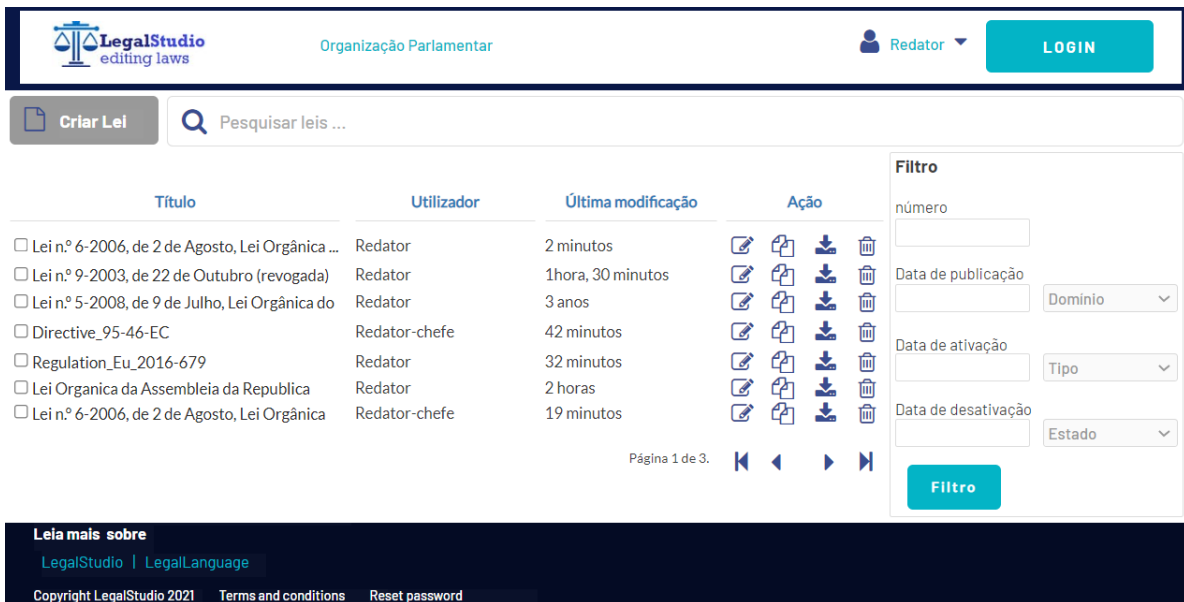 LegalStudio
editing laws
Organização Parlamentar
Redator
LOGIN
Criar Lei
Pesquisar leis ...
Título Utilizador Última modificação Ação
Lei n.º 6-2006, de 2 de Agosto, Lei Orgânica ... Redator 2 minutos
Lei n.º 9-2003, de 22 de Outubro (revogada) Redator 1hora, 30 minutos
Lei n.º 5-2008, de 9 de Julho, Lei Orgânica do Redator 3 anos
Directive_95-46-EC Redator-chefe 42 minutos
Regulation_Eu_2016-679 Redator 32 minutos
Lei Organica da Assembleia da Republica Redator 2 horas
Lei n.º 6-2006, de 2 de Agosto, Lei Orgânica Redator-chefe 19 minutos
Página 1 de 3.
Filtro
número
Data de publicação
Domínio
Data de ativação
Tipo
Data de desativação
Estado
Filtro
Leia mais sobre
LegalStudio | LegalLanguage
Copyright LegalStudio 2021 Terms and conditions Reset password